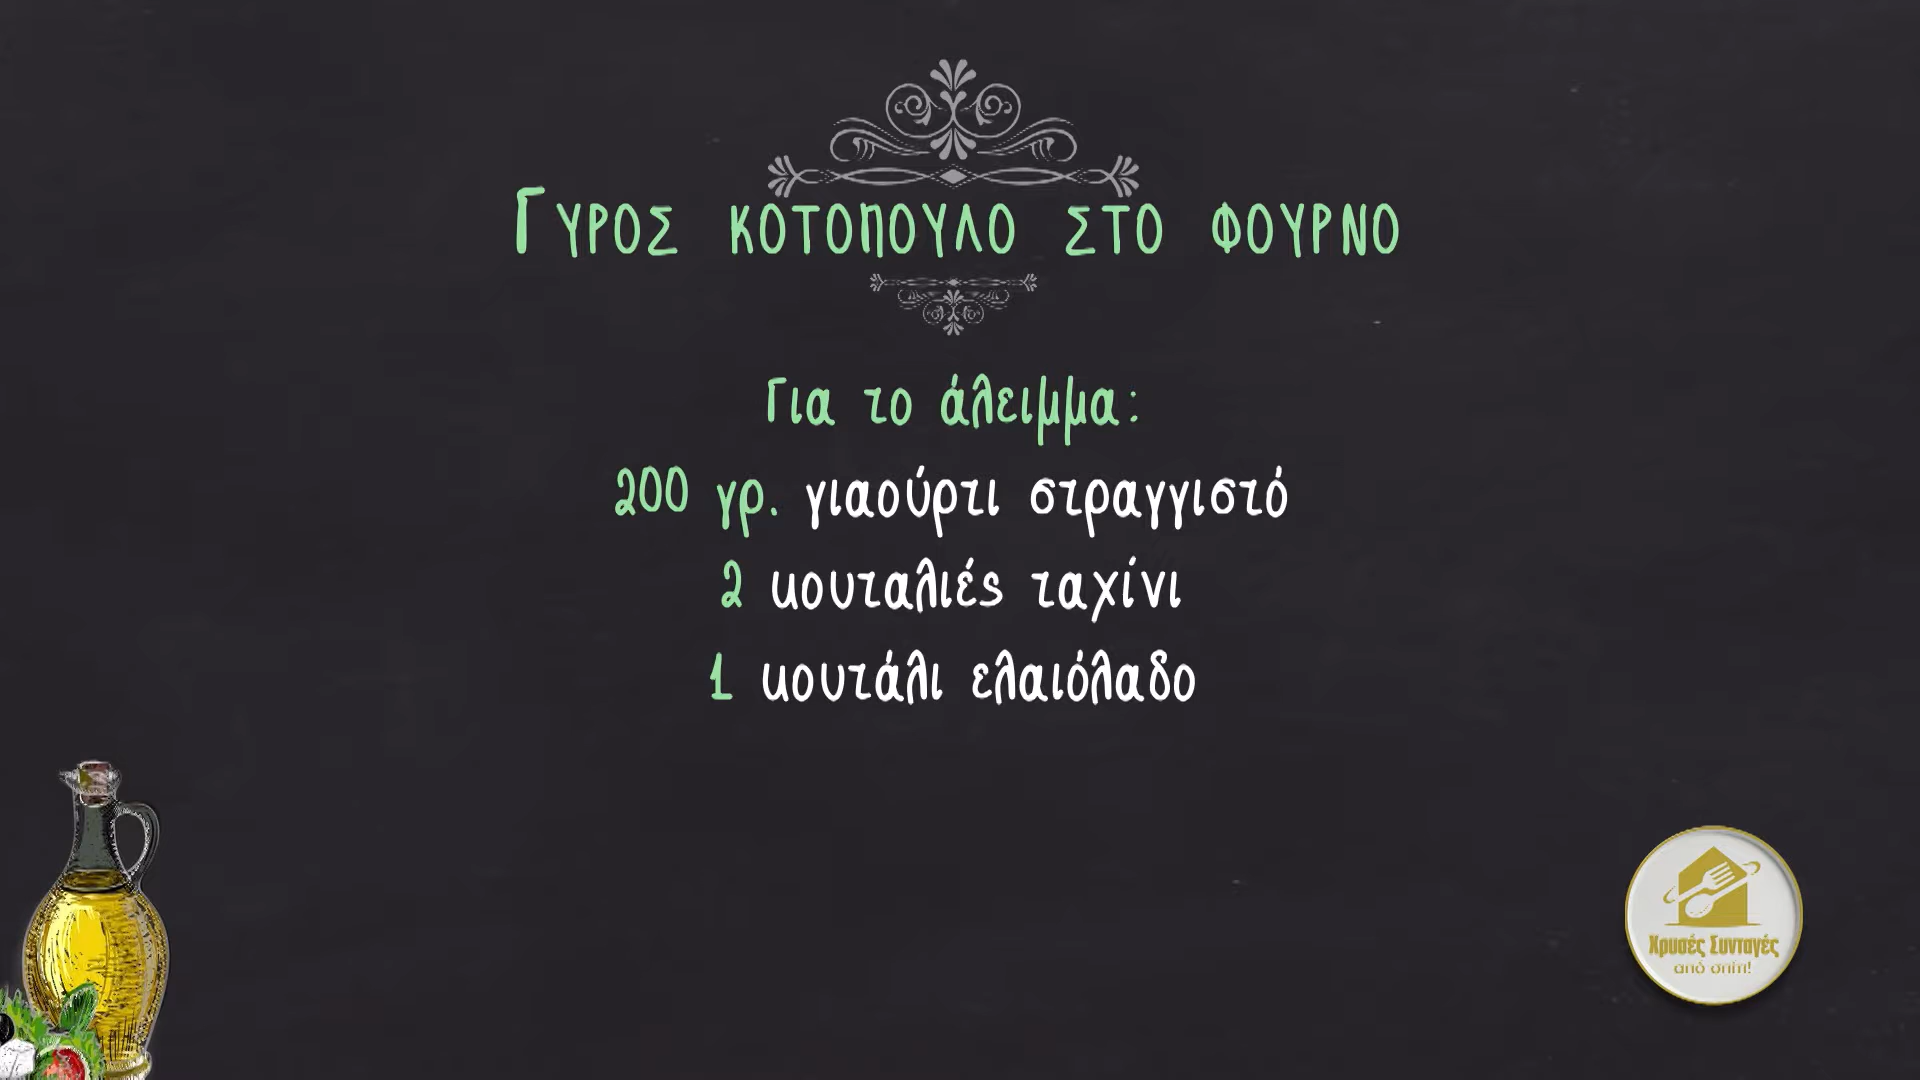 Γυρος κοτοπουλο στο φουρνο
Για το άλειμμα:
200 γρ. γιαούρτι στραγγιστό
2 κουταλιές ταχίνι
1 κουτάλι ελαιόλαδο
Χρυσές Συνταγές
από σπίτι!